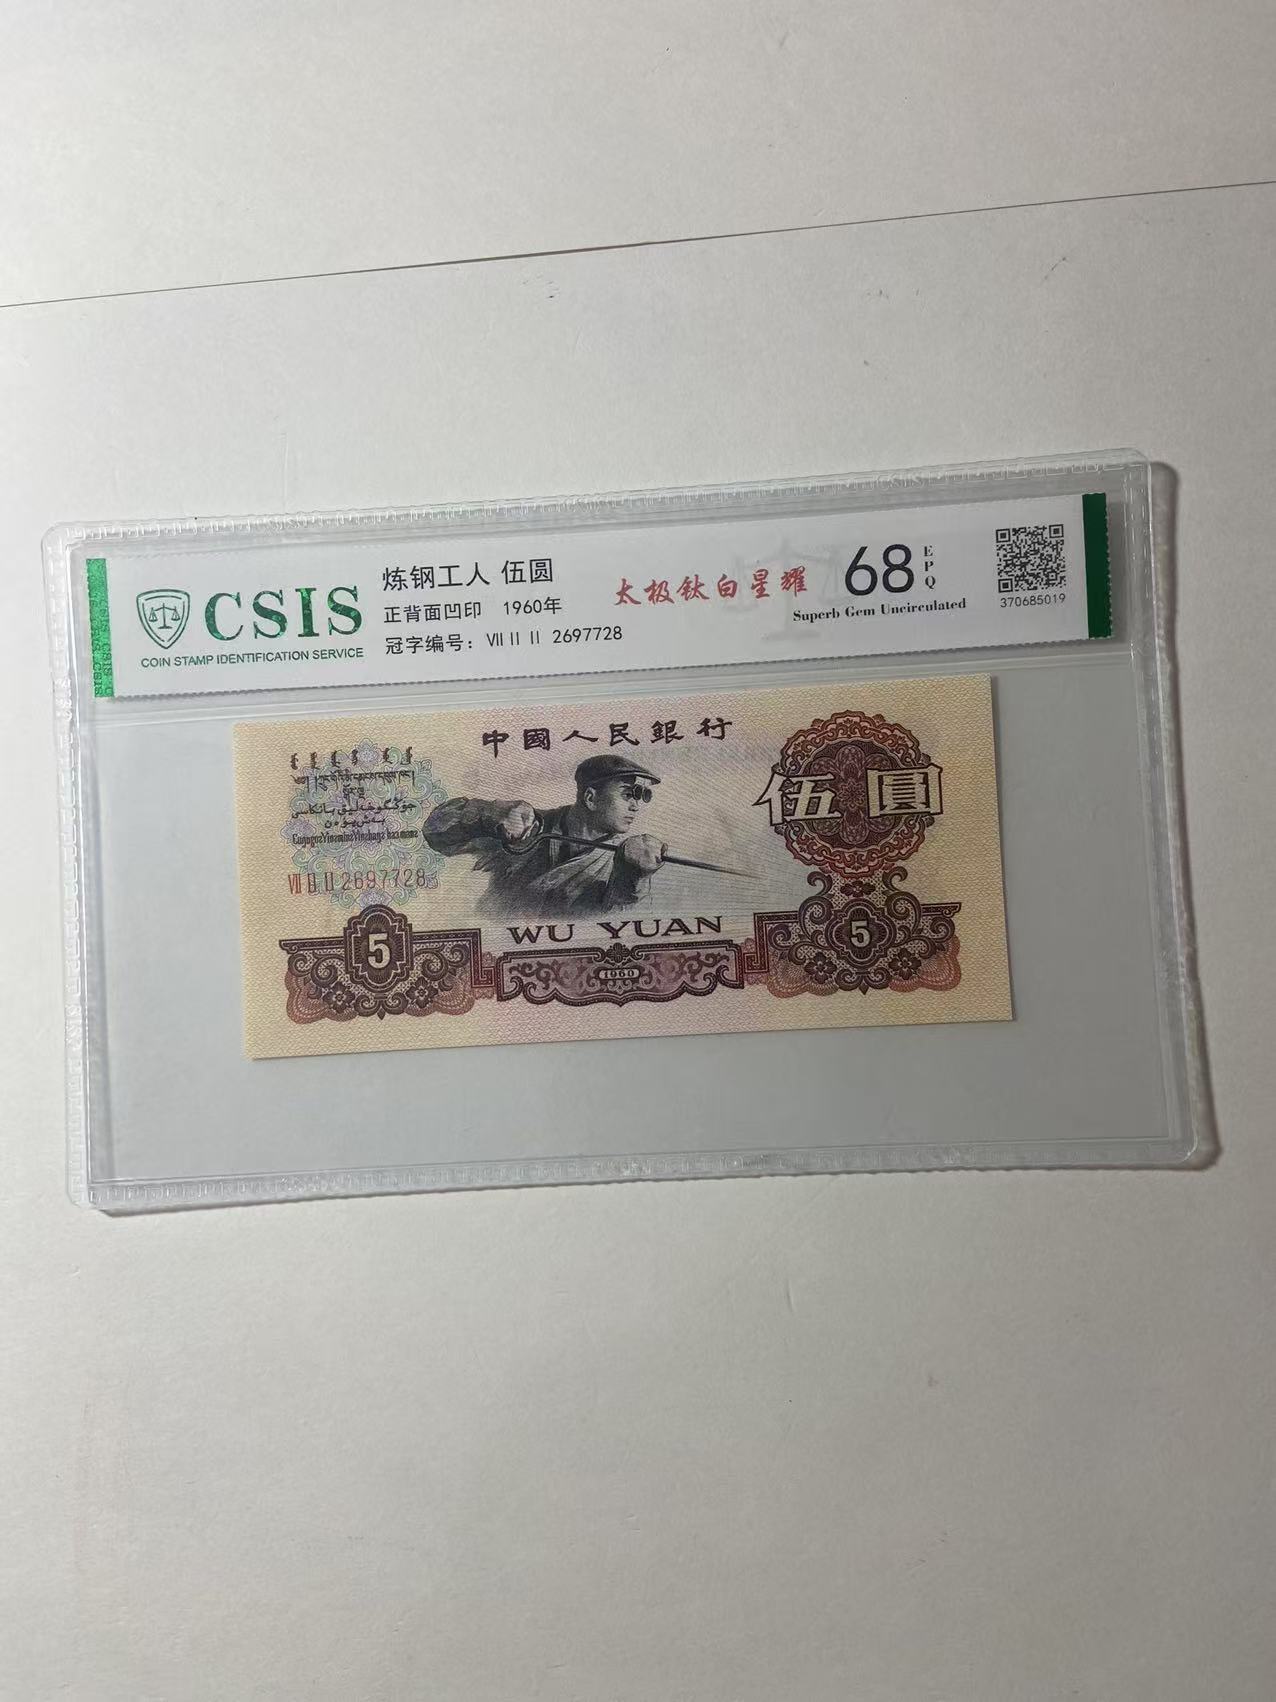 CSIS
COIN STAMP IDENTIFICATION SERVICE
炼钢工人 伍圆
正背面凹印 1960年
冠字编号：Ⅶ Ⅱ Ⅱ 2697728
太极钛白星耀
68
EPQ
Superb Gem Uncirculated
370685019
中國人民銀行
伍圓
Ⅶ Ⅱ Ⅱ 2697728
WU YUAN
5
1960
5